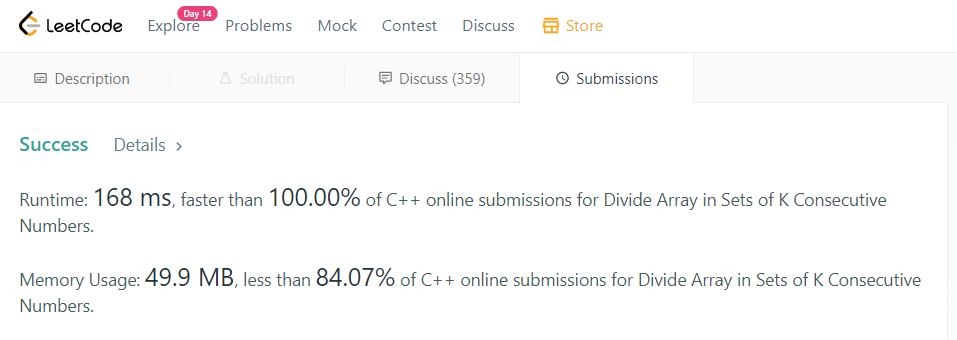 Day 14
LeetCode Explore Problems Mock Contest Discuss Store
Description Solution Discuss (359) Submissions
Success Details >
Runtime: 168 ms, faster than 100.00% of C++ online submissions for Divide Array in Sets of K Consecutive
Numbers.
Memory Usage: 49.9 MB, less than 84.07% of C++ online submissions for Divide Array in Sets of K Consecutive
Numbers.